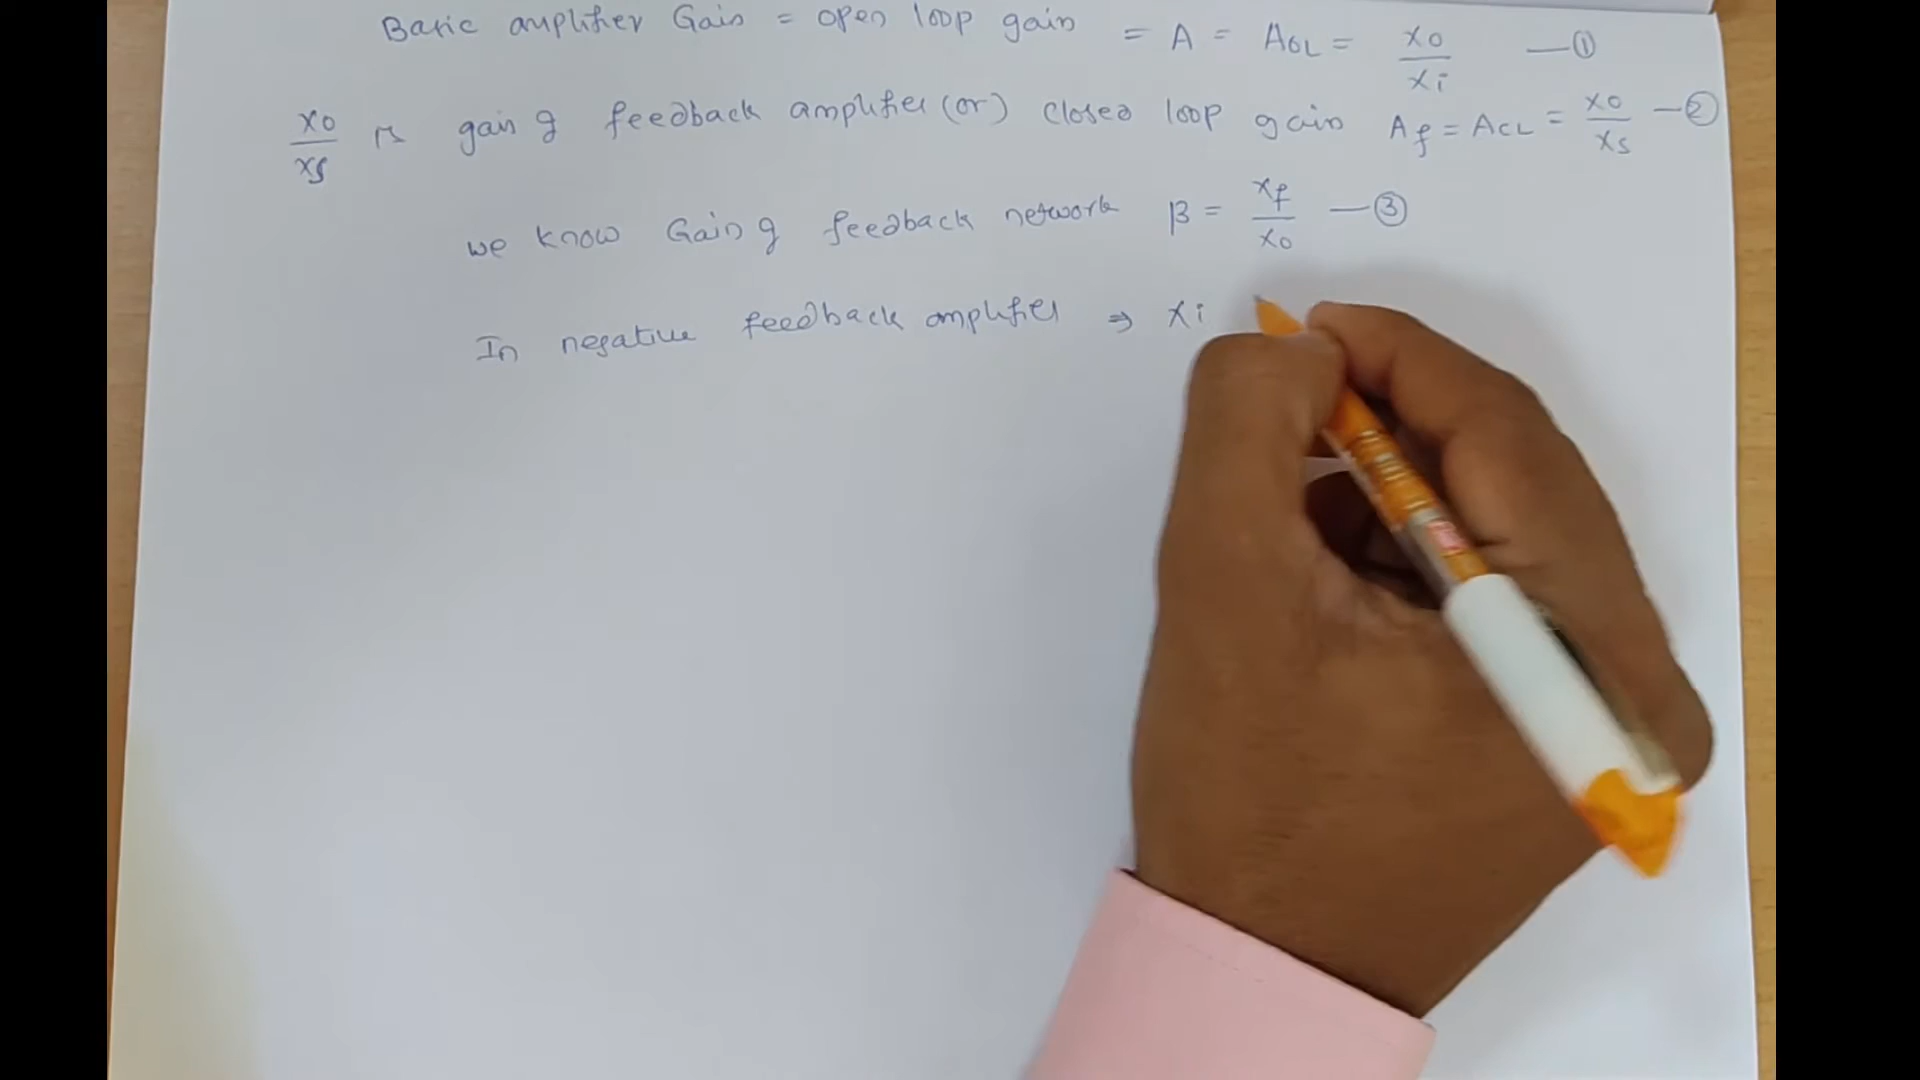 Basic amplifier Gain = open loop gain = A = AOL = xo/xi —①
xo/xs is gain of feedback amplifier (or) closed loop gain Af = ACL = xo/xs —②
we know Gain of feedback network β = xf/xo —③
In negative feedback amplifier ⇒ xi